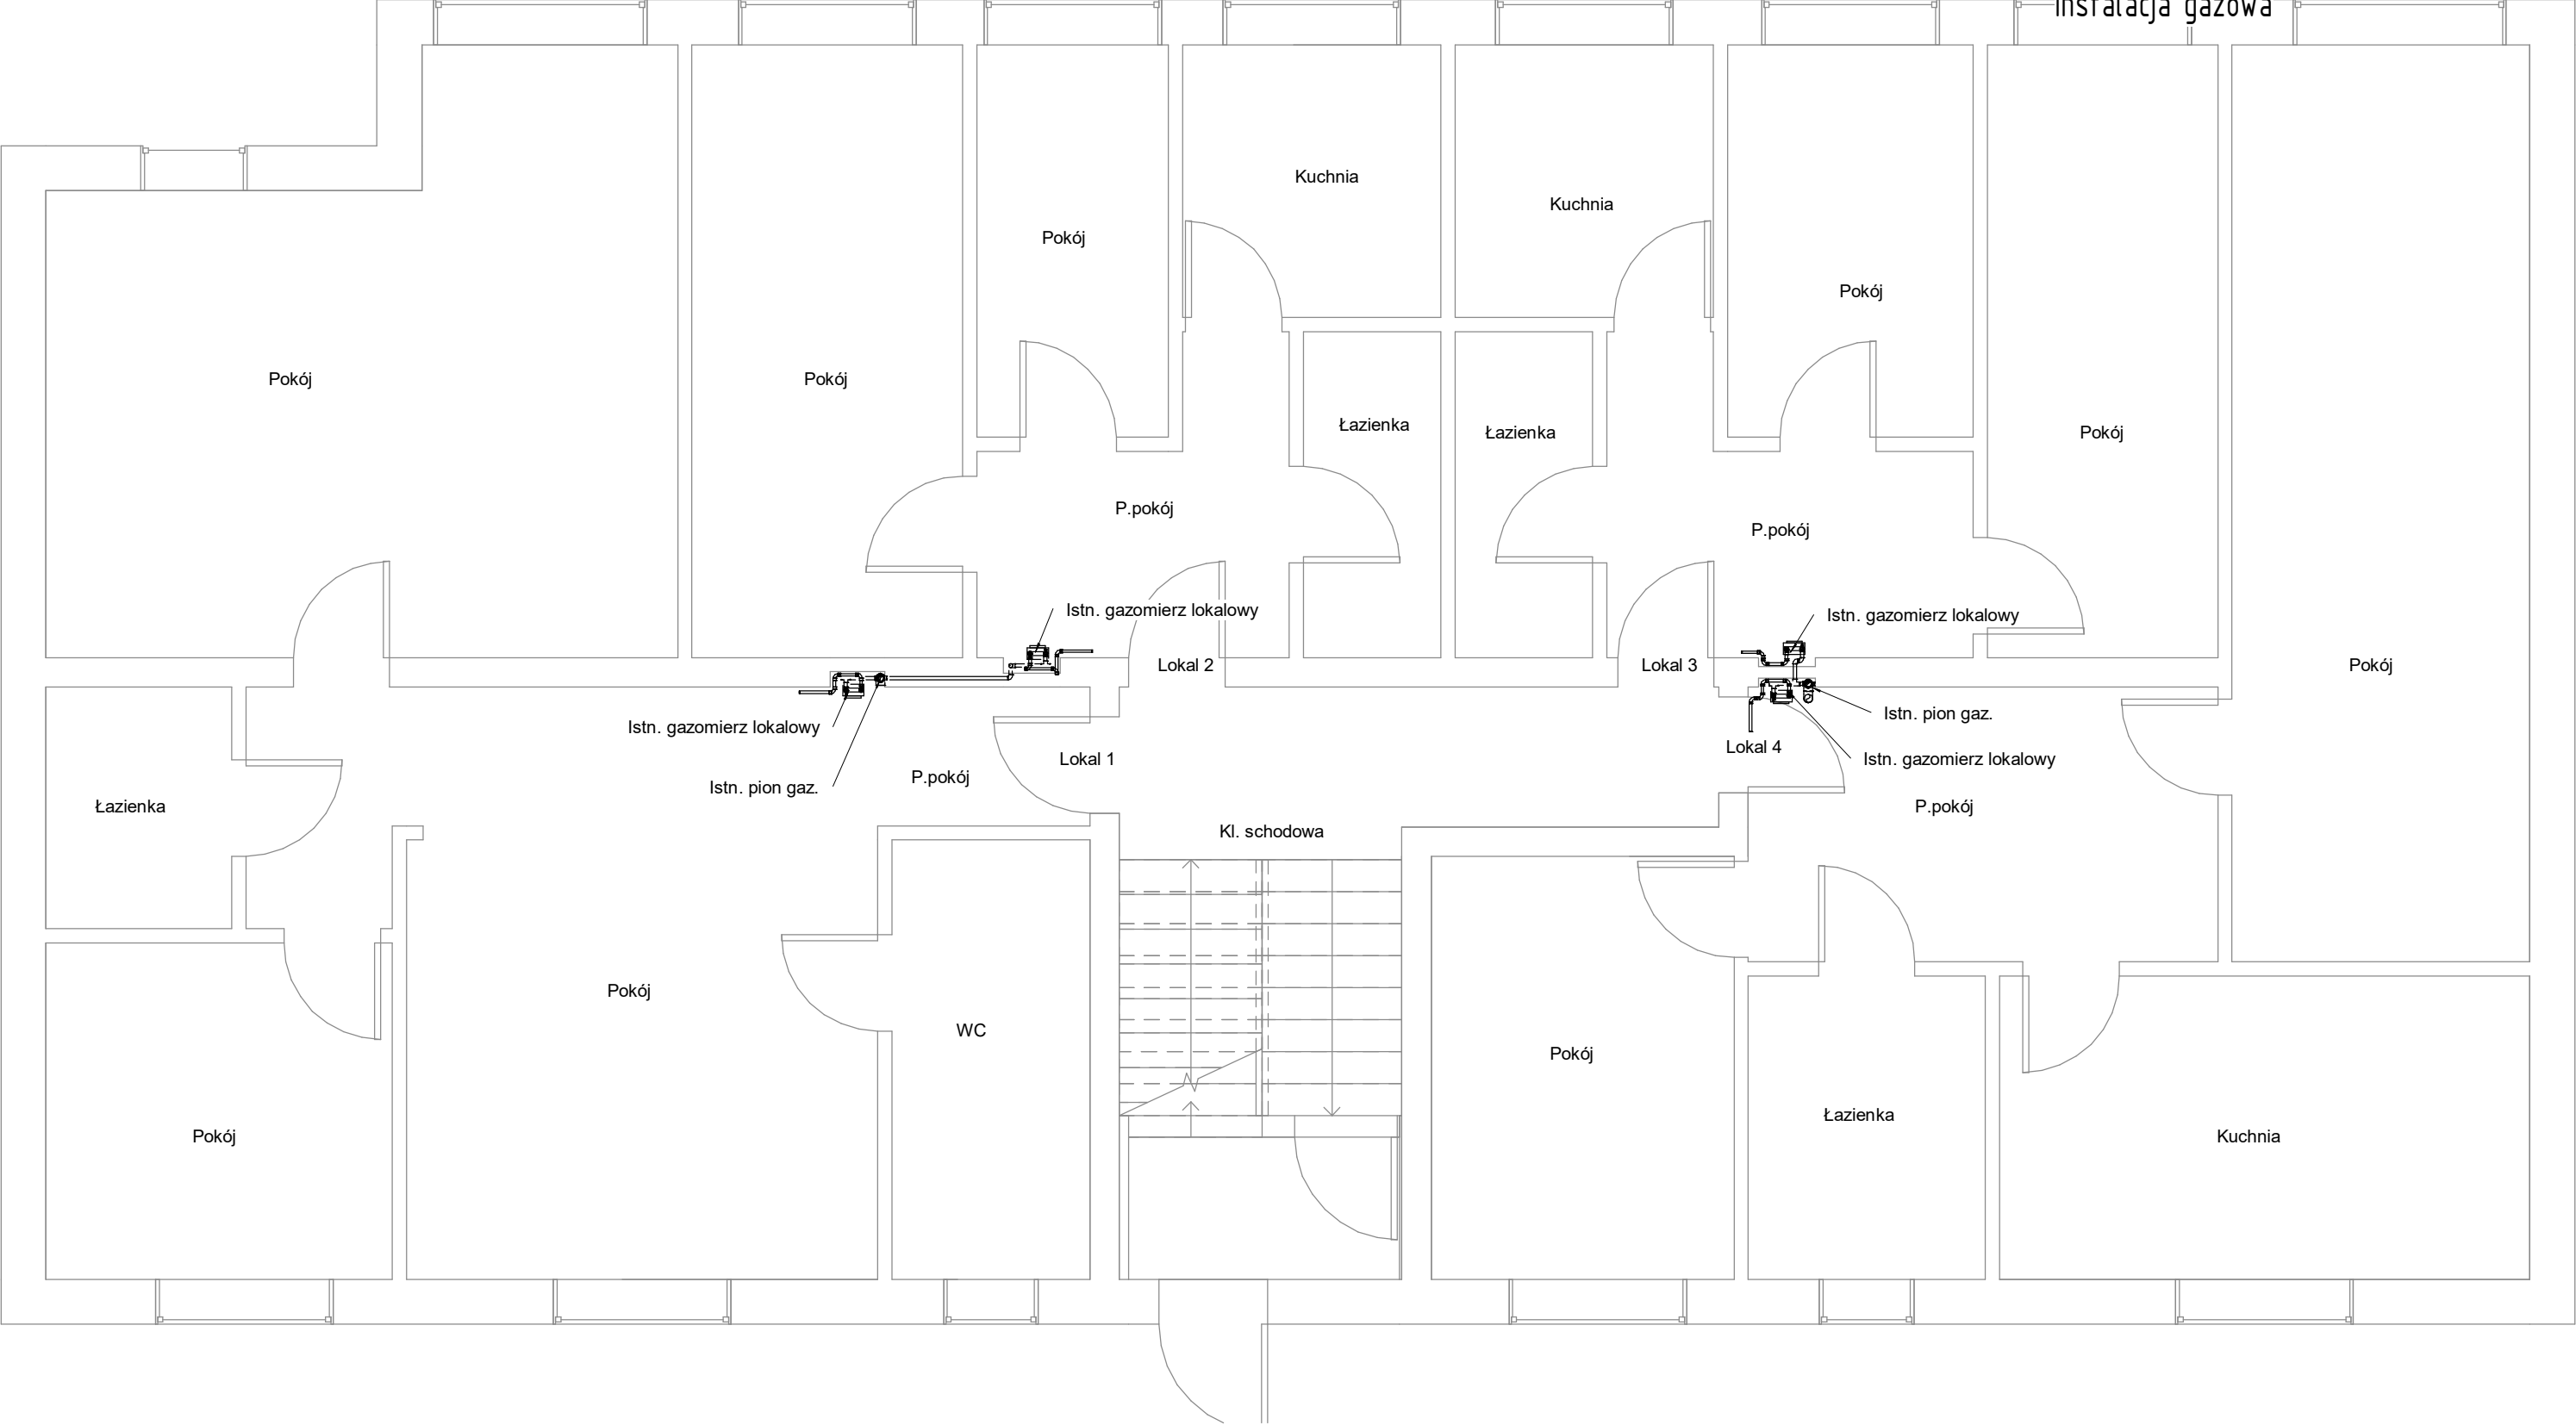 Instalacja gazowa
Kuchnia
Kuchnia
Pokój
Pokój
Pokój
Pokój
Łazienka
Łazienka
Pokój
P.pokój
P.pokój
Istn. gazomierz lokalowy
Istn. gazomierz lokalowy
Lokal 2
Lokal 3
Pokój
Istn. gazomierz lokalowy
Istn. pion gaz.
Lokal 4
Lokal 1
Istn. gazomierz lokalowy
P.pokój
Istn. pion gaz.
Łazienka
P.pokój
Kl. schodowa
Pokój
WC
Pokój
Łazienka
Pokój
Kuchnia